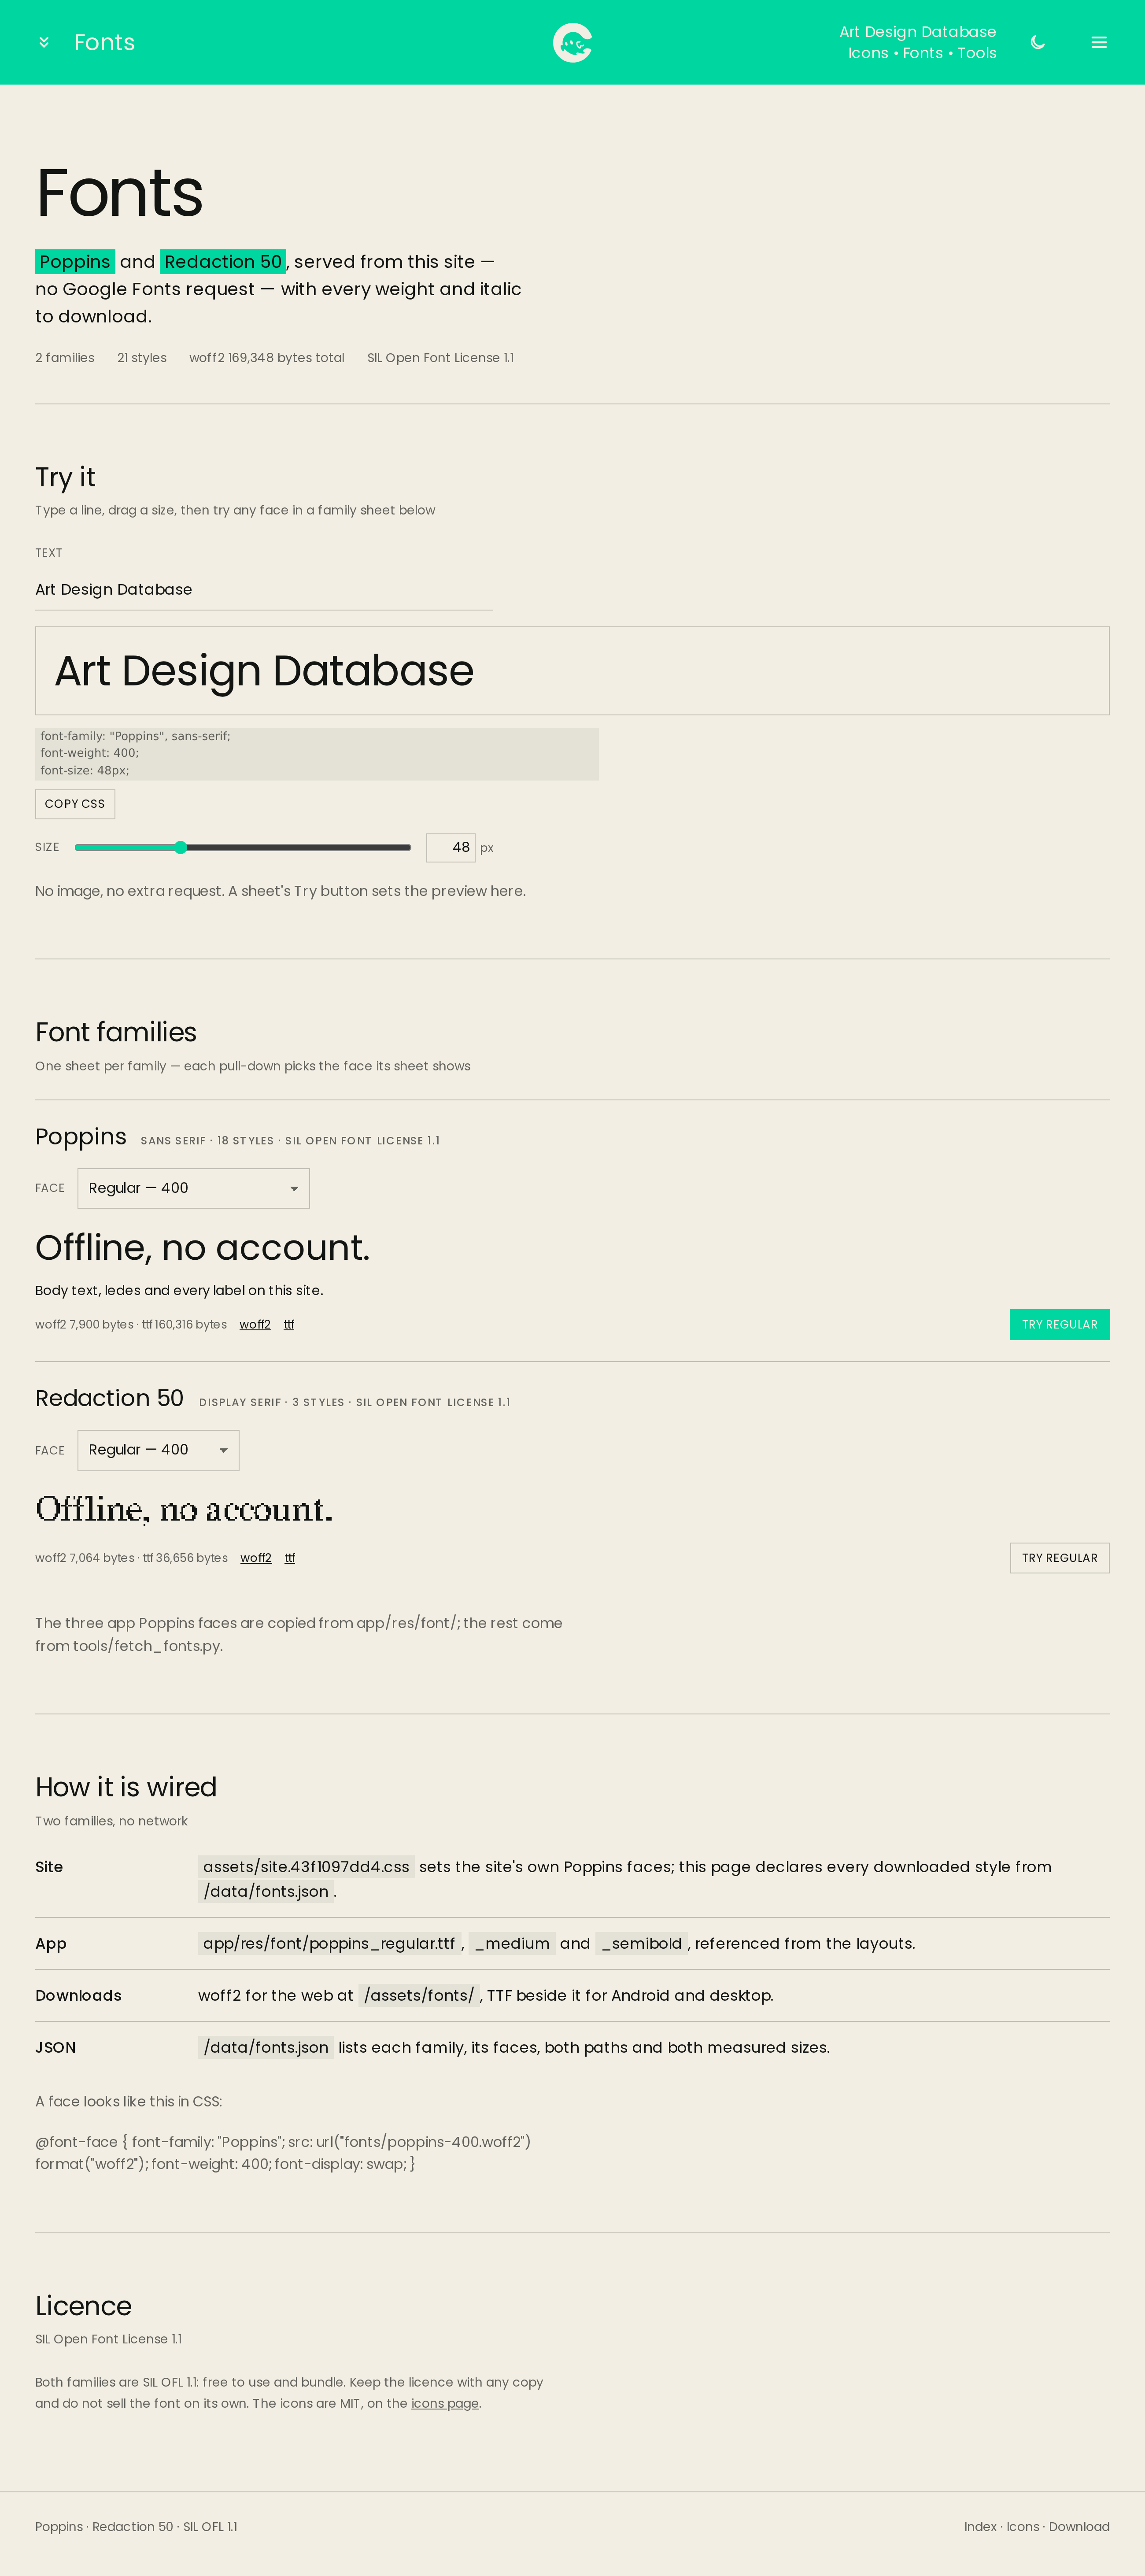 Fonts
Art Design Database
Icons • Fonts • Tools
Fonts
Poppins and Redaction 50, served from this site —
no Google Fonts request — with every weight and italic
to download.
2 families 21 styles woff2 169,348 bytes total SIL Open Font License 1.1
Try it
Type a line, drag a size, then try any face in a family sheet below
TEXT
Art Design Database
Art Design Database
font-family: "Poppins", sans-serif;
font-weight: 400;
font-size: 48px;
COPY CSS
SIZE 48 px
No image, no extra request. A sheet's Try button sets the preview here.
Font families
One sheet per family — each pull-down picks the face its sheet shows
Poppins SANS SERIF · 18 STYLES · SIL OPEN FONT LICENSE 1.1
FACE Regular — 400
Offline, no account.
Body text, ledes and every label on this site.
woff2 7,900 bytes · ttf 160,316 bytes woff2 ttf TRY REGULAR
Redaction 50 DISPLAY SERIF · 3 STYLES · SIL OPEN FONT LICENSE 1.1
FACE Regular — 400
Offline, no account.
woff2 7,064 bytes · ttf 36,656 bytes woff2 ttf TRY REGULAR
The three app Poppins faces are copied from app/res/font/; the rest come
from tools/fetch_fonts.py.
How it is wired
Two families, no network
Site assets/site.43f1097dd4.css sets the site's own Poppins faces; this page declares every downloaded style from
/data/fonts.json .
App app/res/font/poppins_regular.ttf , _medium and _semibold , referenced from the layouts.
Downloads woff2 for the web at /assets/fonts/ , TTF beside it for Android and desktop.
JSON /data/fonts.json lists each family, its faces, both paths and both measured sizes.
A face looks like this in CSS:
@font-face { font-family: "Poppins"; src: url("fonts/poppins-400.woff2")
format("woff2"); font-weight: 400; font-display: swap; }
Licence
SIL Open Font License 1.1
Both families are SIL OFL 1.1: free to use and bundle. Keep the licence with any copy
and do not sell the font on its own. The icons are MIT, on the icons page.
Poppins · Redaction 50 · SIL OFL 1.1 Index · Icons · Download